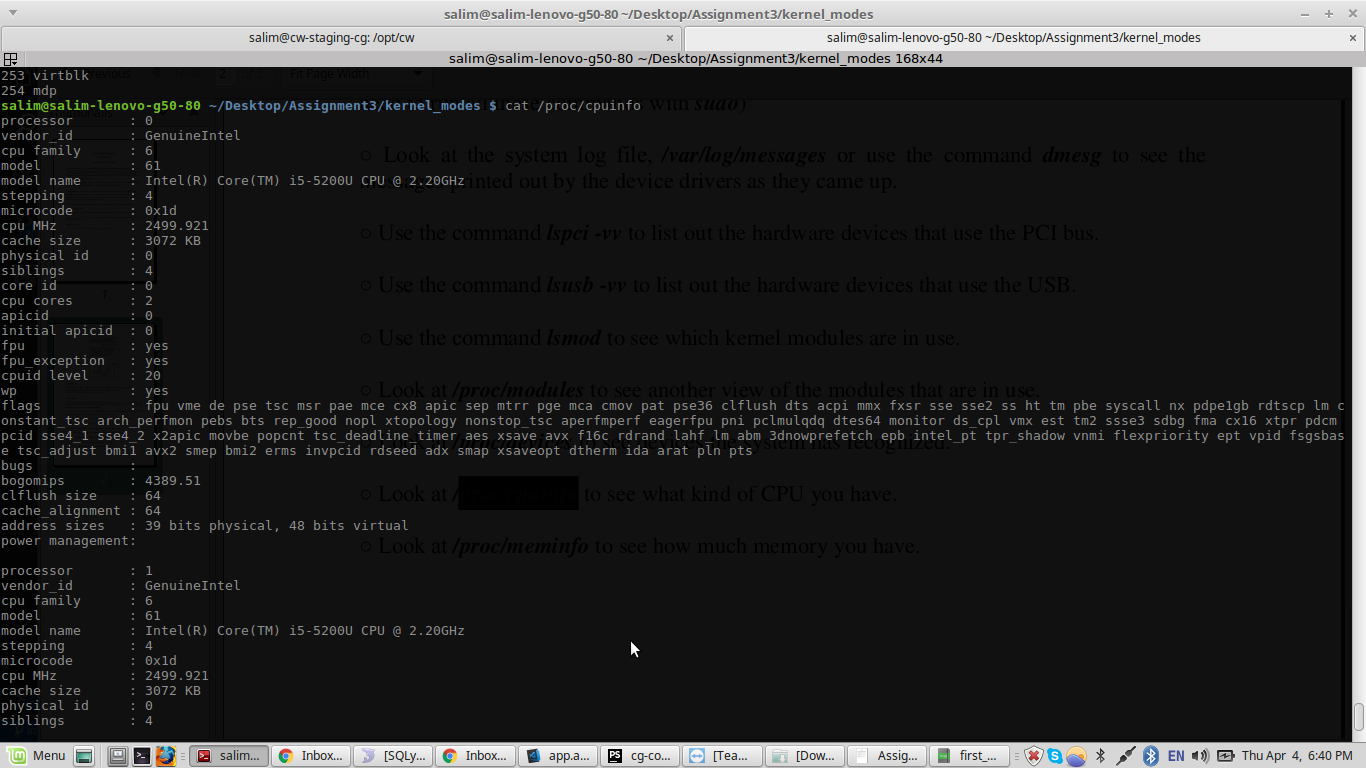 salim@salim-lenovo-g50-80 ~/Desktop/Assignment3/kernel_modes
salim@cw-staging-cg: /opt/cw
salim@salim-lenovo-g50-80 ~/Desktop/Assignment3/kernel_modes
salim@salim-lenovo-g50-80 ~/Desktop/Assignment3/kernel_modes 168x44
253 virtblk
254 mdp
salim@salim-lenovo-g50-80 ~/Desktop/Assignment3/kernel_modes $ cat /proc/cpuinfo
processor : 0
vendor_id : GenuineIntel
cpu family : 6
model : 61
model name : Intel(R) Core(TM) i5-5200U CPU @ 2.20GHz
stepping : 4
microcode : 0x1d
cpu MHz : 2499.921
cache size : 3072 KB
physical id : 0
siblings : 4
core id : 0
cpu cores : 2
apicid : 0
initial apicid : 0
fpu : yes
fpu_exception : yes
cpuid level : 20
wp : yes
flags : fpu vme de pse tsc msr pae mce cx8 apic sep mtrr pge mca cmov pat pse36 clflush dts acpi mmx fxsr sse sse2 ss ht tm pbe syscall nx pdpe1gb rdtscp lm c
onstant_tsc arch_perfmon pebs bts rep_good nopl xtopology nonstop_tsc aperfmperf eagerfpu pni pclmulqdq dtes64 monitor ds_cpl vmx est tm2 ssse3 sdbg fma cx16 xtpr pdcm
pcid sse4_1 sse4_2 x2apic movbe popcnt tsc_deadline_timer aes xsave avx f16c rdrand lahf_lm abm 3dnowprefetch epb intel_pt tpr_shadow vnmi flexpriority ept vpid fsgsbas
e tsc_adjust bmi1 avx2 smep bmi2 erms invpcid rdseed adx smap xsaveopt dtherm ida arat pln pts
bugs :
bogomips : 4389.51
clflush size : 64
cache_alignment : 64
address sizes : 39 bits physical, 48 bits virtual
power management:
processor : 1
vendor_id : GenuineIntel
cpu family : 6
model : 61
model name : Intel(R) Core(TM) i5-5200U CPU @ 2.20GHz
stepping : 4
microcode : 0x1d
cpu MHz : 2499.921
cache size : 3072 KB
physical id : 0
siblings : 4
2
Fit Page Width
with sudo)
○ Look at the system log file, /var/log/messages or use the command dmesg to see the
printed out by the device drivers as they came up.
○ Use the command lspci -vv to list out the hardware devices that use the PCI bus.
○ Use the command lsusb -vv to list out the hardware devices that use the USB.
○ Use the command lsmod to see which kernel modules are in use.
○ Look at /proc/modules to see another view of the modules that are in use.
system has recognized.
○ Look at / to see what kind of CPU you have.
○ Look at /proc/meminfo to see how much memory you have.
Menu salim... Inbox... [SQLy... Inbox... app.a... cg-co... [Tea... [Dow... Assig... first_... EN Thu Apr 4, 6:40 PM